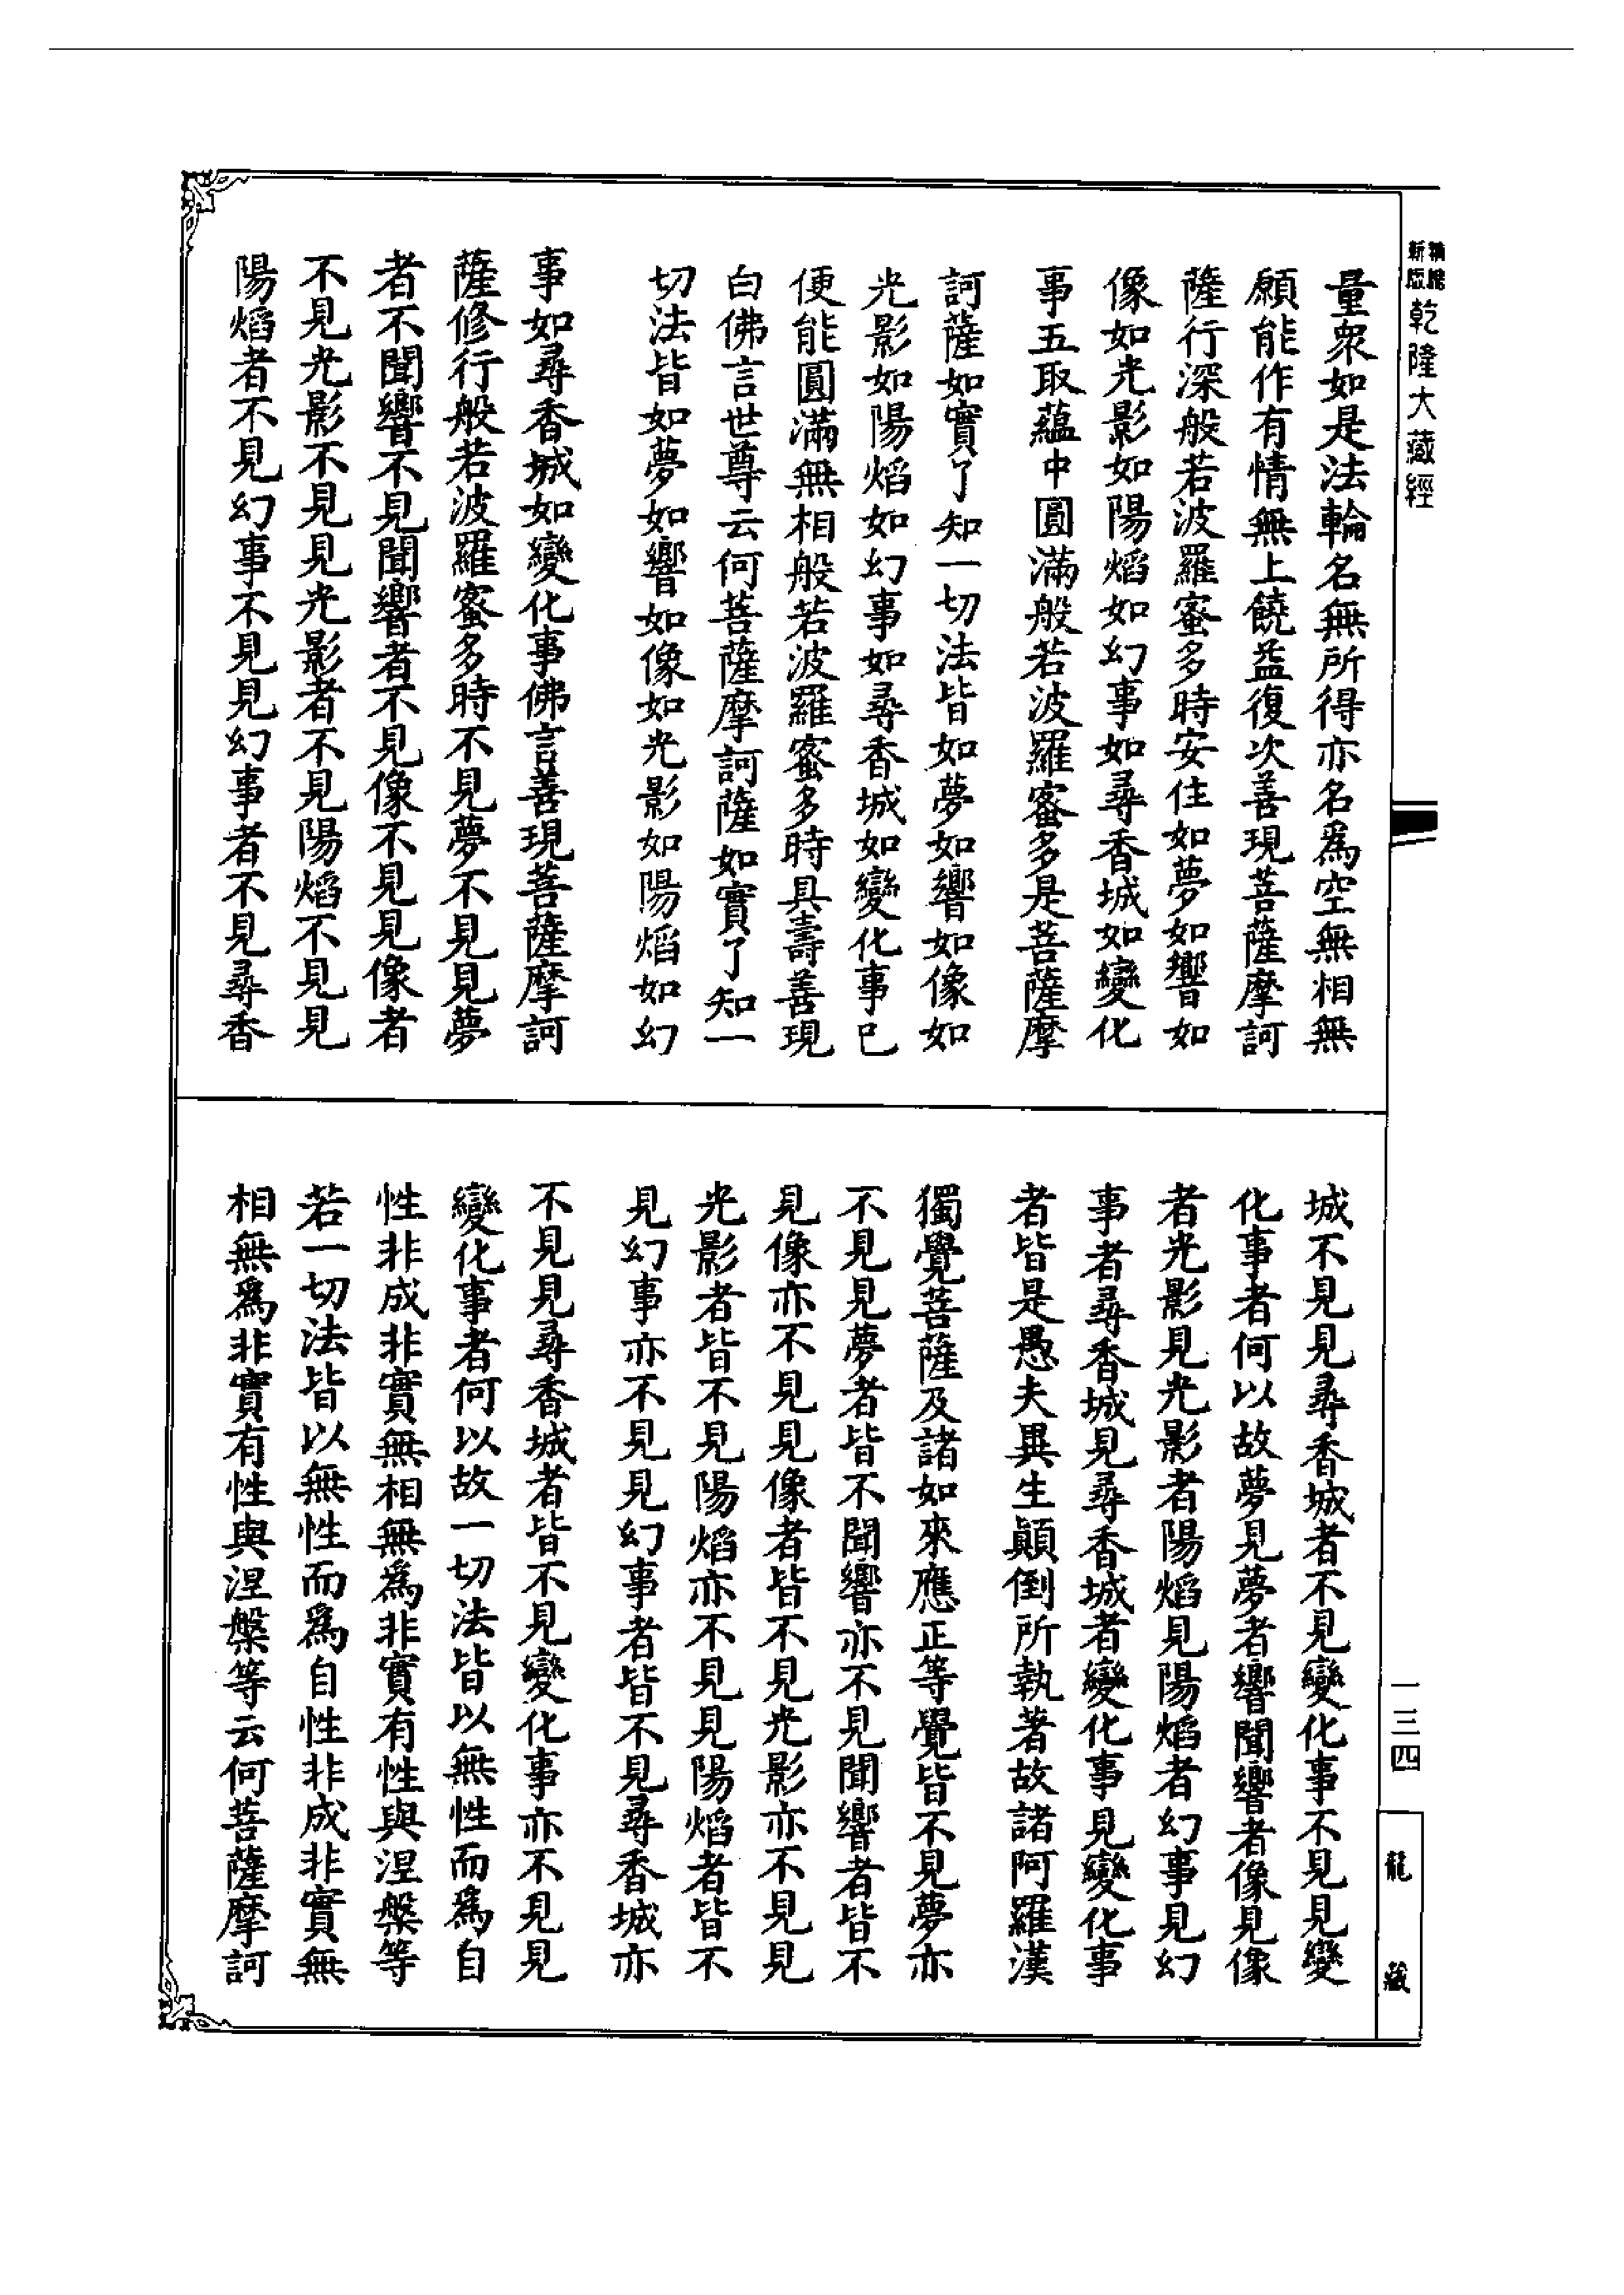 乾隆大藏經
量衆如是法輪名無所得亦名爲空無相無
願能作有情無上饒益復次善現菩薩摩訶
薩行深般若波羅蜜多時安住如夢如響如
像如光影如陽焰如幻事如尋香城如變化
事五取蘊中圓滿般若波羅蜜多是菩薩摩
訶薩如實了知一切法皆如夢如響如像如
光影如陽焰如幻事如尋香城如變化事已
便能圓滿無相般若波羅蜜多時具壽善現
白佛言世尊云何菩薩摩訶薩如實了知一
切法皆如夢如響如像如光影如陽焰如幻
事如尋香城如變化事佛言善現菩薩摩訶
薩修行般若波羅蜜多時不見夢不見見夢
者不聞響不見聞響者不見像不見見像者
不見光影不見見光影者不見陽焰不見見
陽焰者不見幻事不見見幻事者不見尋香
城不見見尋香城者不見變化事不見見變
化事者何以故夢見夢者響聞響者像見像
者光影見光影者陽焰見陽焰者幻事見幻
事者尋香城見尋香城者變化事見變化事
者皆是愚夫異生顛倒所執著故諸阿羅漢
獨覺菩薩及諸如來應正等覺皆不見夢亦
不見見夢者皆不聞響亦不見聞響者皆不
見像亦不見見像者皆不見光影亦不見見
光影者皆不見陽焰亦不見見陽焰者皆不
見幻事亦不見見幻事者皆不見尋香城亦
不見見尋香城者皆不見變化事亦不見見
變化事者何以故一切法皆以無性而爲自
性非成非實無相無爲非實有性與涅槃等
若一切法皆以無性而爲自性非成非實無
相無爲非實有性與涅槃等云何菩薩摩訶
一三四
龍藏